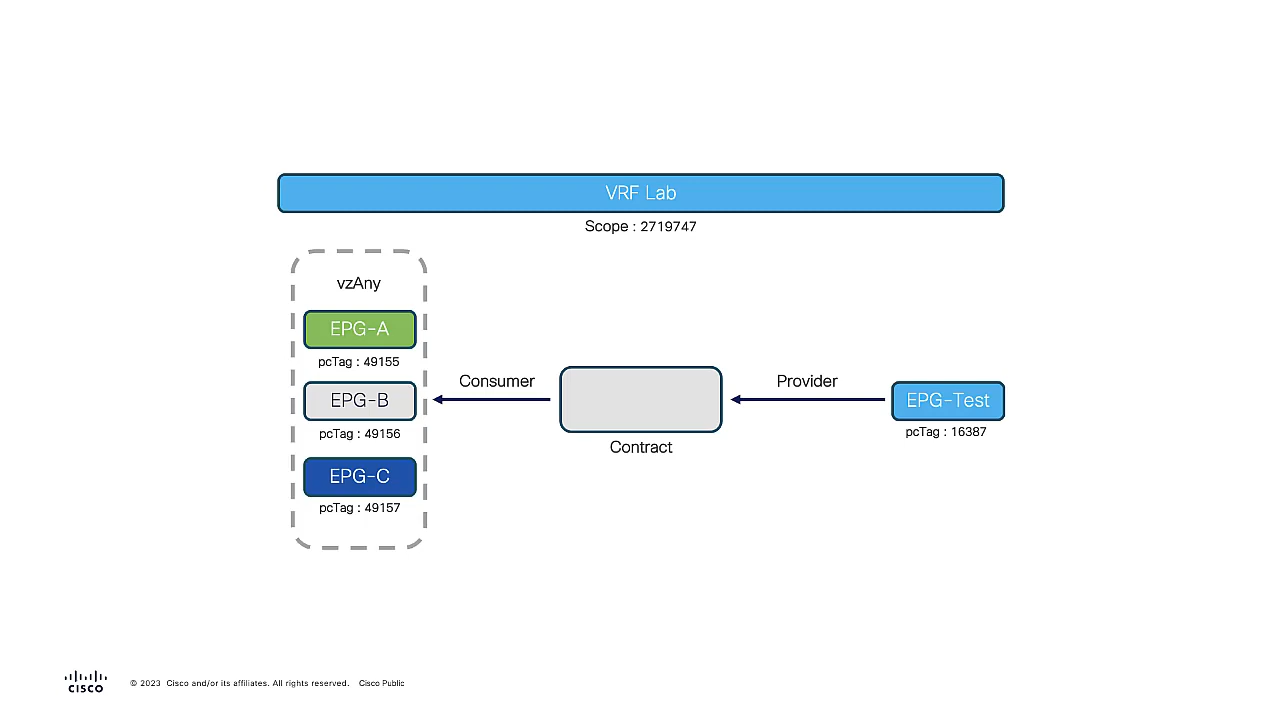 VRF Lab
Scope : 2719747
vzAny
EPG-A
pcTag : 49155
EPG-B
pcTag : 49156
EPG-C
pcTag : 49157
Consumer
Contract
Provider
EPG-Test
pcTag : 16387
CISCO
© 2023 Cisco and/or its affiliates. All rights reserved. Cisco Public